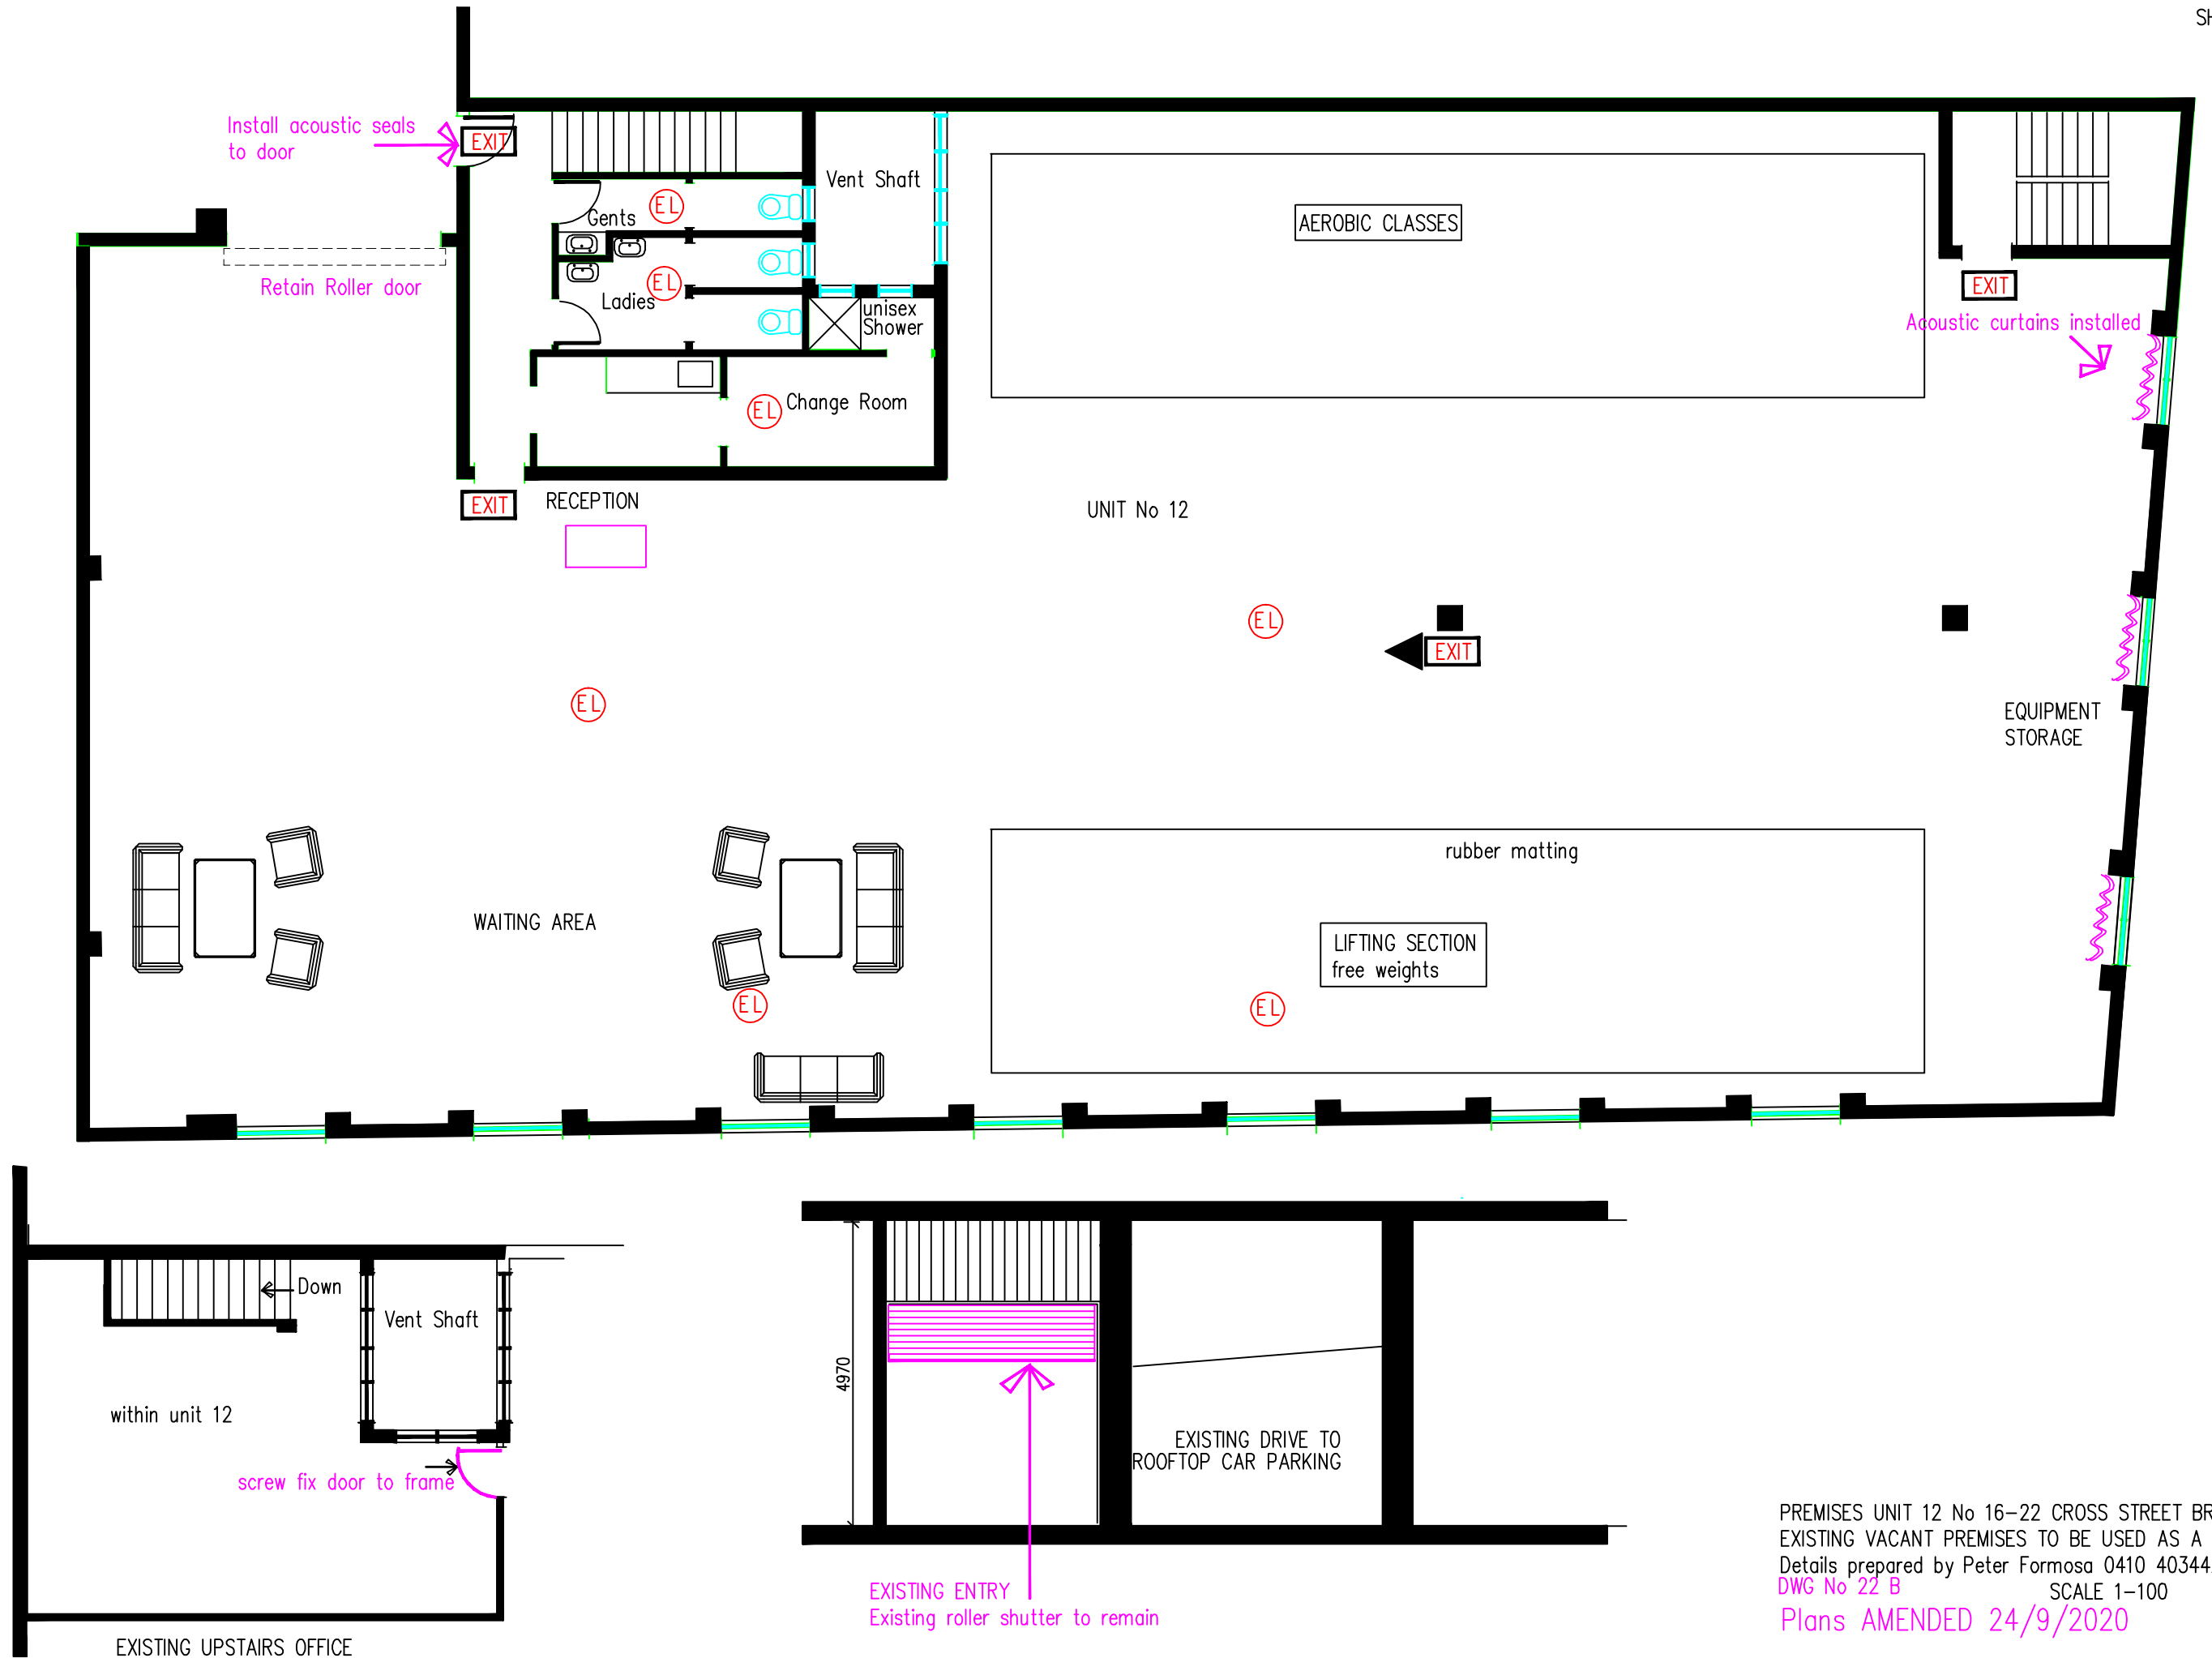 SH
Install acoustic seals
to door
EXIT
Vent Shaft
Gents
EL
AEROBIC CLASSES
Retain Roller door
EL
Ladies
unisex
Shower
EXIT
Acoustic curtains installed
EL
Change Room
EXIT
RECEPTION
UNIT No 12
EL
EXIT
EL
EQUIPMENT
STORAGE
rubber matting
WAITING AREA
LIFTING SECTION
free weights
EL
EL
Down
Vent Shaft
within unit 12
screw fix door to frame
EXISTING UPSTAIRS OFFICE
4970
EXISTING DRIVE TO
ROOFTOP CAR PARKING
EXISTING ENTRY
Existing roller shutter to remain
PREMISES UNIT 12 No 16-22 CROSS STREET BR
EXISTING VACANT PREMISES TO BE USED AS A
Details prepared by Peter Formosa 0410 40344
DWG No 22 B
SCALE 1-100
Plans AMENDED 24/9/2020